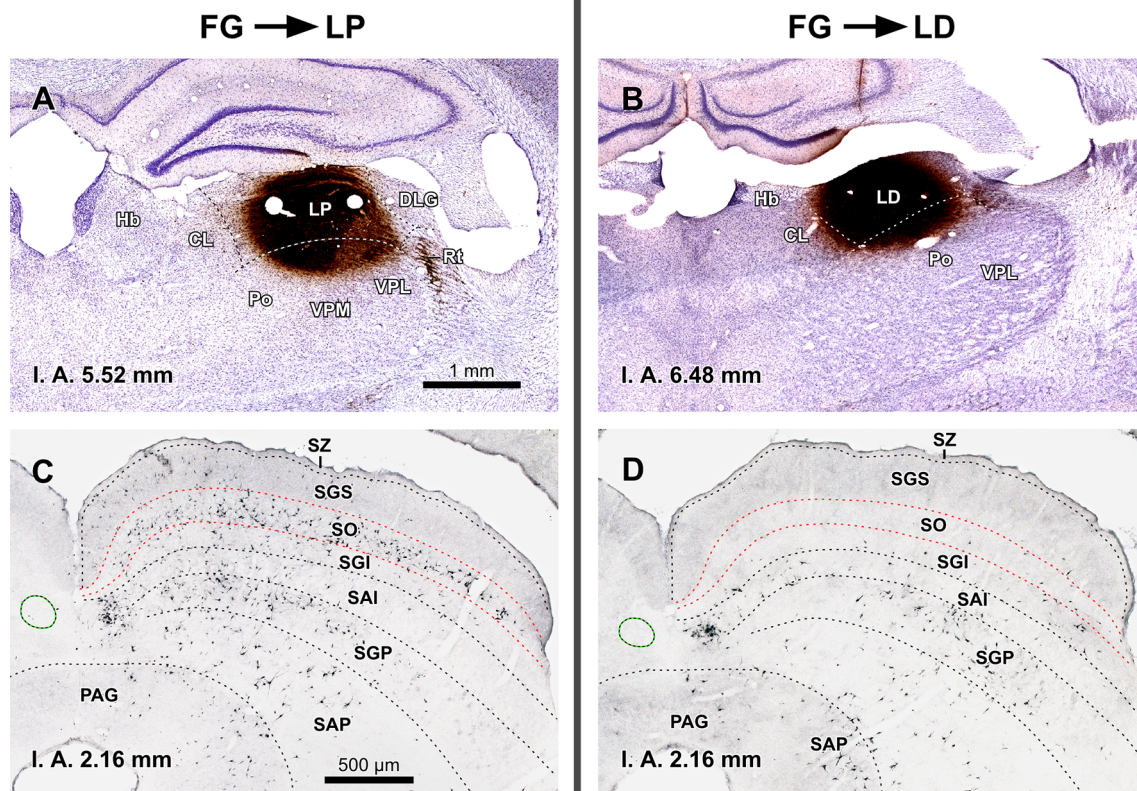 FG → LP
FG → LD
A
LP
DLG
Hb
CL
Rt
VPL
Po
VPM
I. A. 5.52 mm
1 mm
B
LD
Hb
CL
Po
VPL
I. A. 6.48 mm
C
SZ
SGS
SO
SGI
SAI
SGP
PAG
SAP
I. A. 2.16 mm
500 µm
D
SZ
SGS
SO
SGI
SAI
SGP
PAG
SAP
I. A. 2.16 mm